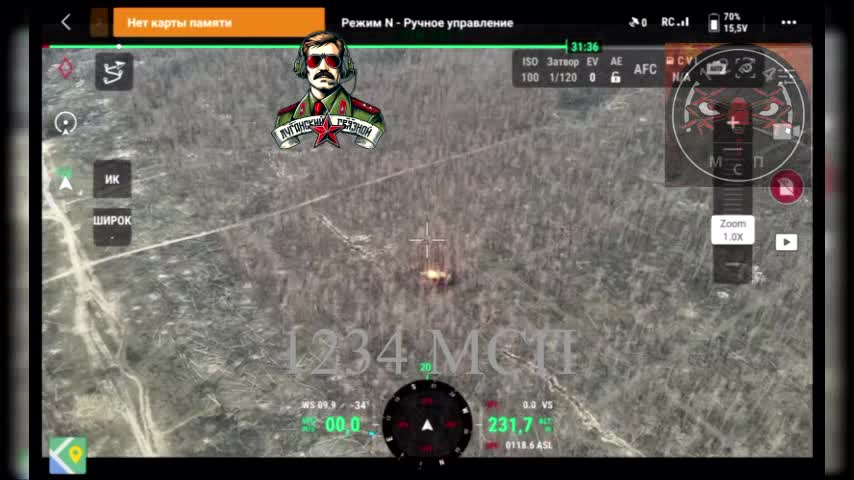 Нет карты памяти
Режим N - Ручное управление
0
RC
70%
15,5V
31:36
ISO
100
Затвор
1/120
EV
0
AE
AFC
N/A
ИК
ШИРОК
ЛУГАНСКИЙ СВЯЗНОЙ
М С П
Zoom
1.0X
1234 МСП
20
WS 09.9
-34°
00,0
0.0 VS
231,7
ALT
0118.6 ASL